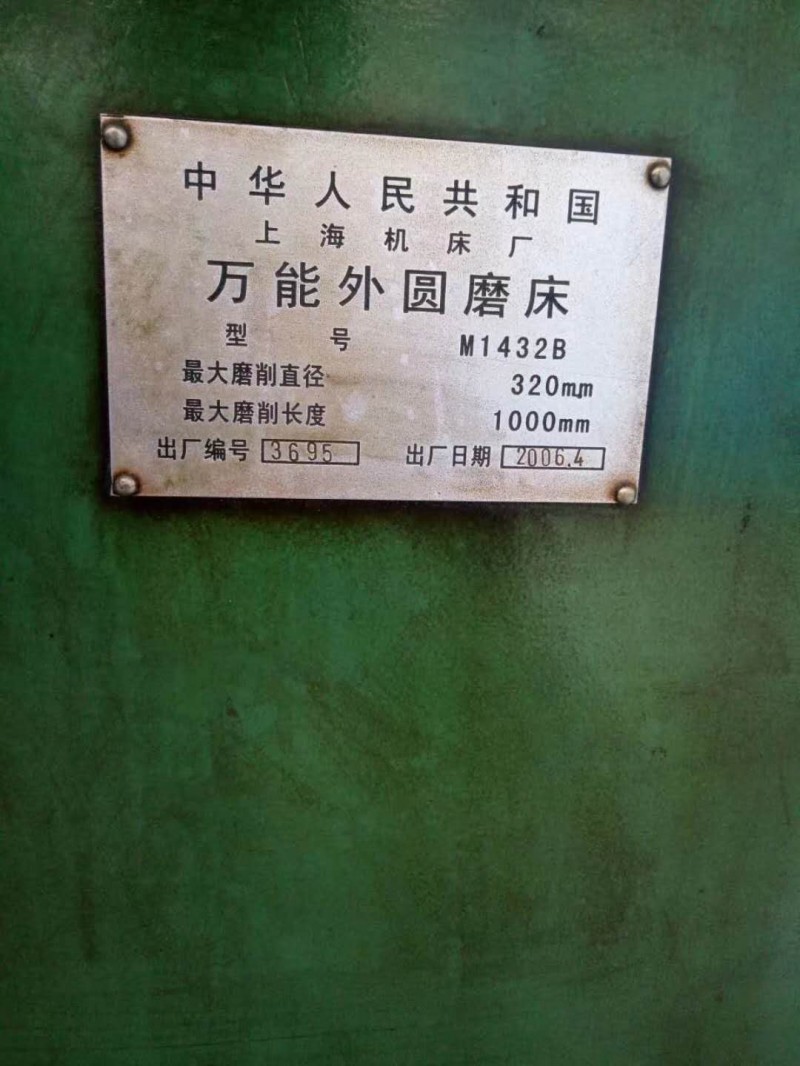 中华人民共和国
上海机床厂
万能外圆磨床
型号 M1432B
最大磨削直径 320mm
最大磨削长度 1000mm
出厂编号 3695 出厂日期 2006.4